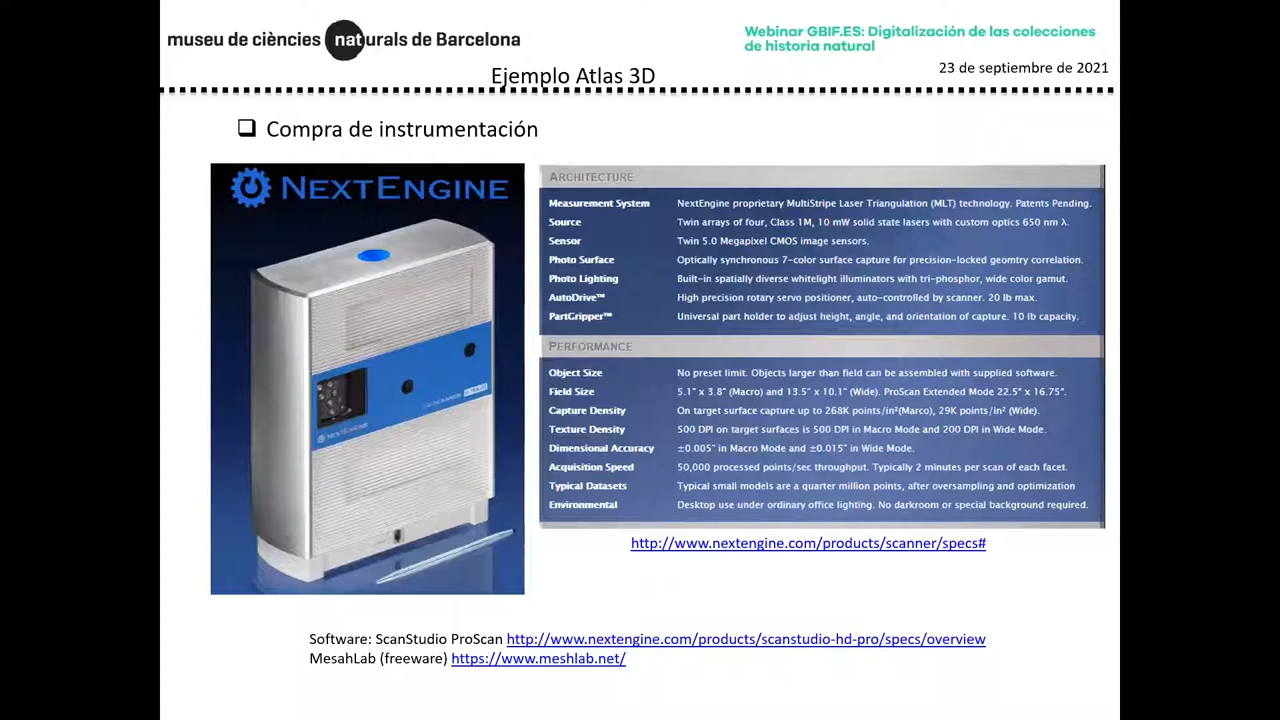 museu de ciències naturals de Barcelona
Webinar GBIF.ES: Digitalización de las colecciones
de historia natural
23 de septiembre de 2021
Ejemplo Atlas 3D
Compra de instrumentación
NEXTENGINE
ARCHITECTURE
Measurement System NextEngine proprietary MultiStripe Laser Triangulation (MLT) technology. Patents Pending.
Source Twin arrays of four, Class 1M, 10 mW solid state lasers with custom optics 650 nm λ.
Sensor Twin 5.0 Megapixel CMOS image sensors.
Photo Surface Optically synchronous 7-color surface capture for precision-locked geomtry correlation.
Photo Lighting Built-in spatially diverse whitelight illuminators with tri-phosphor, wide color gamut.
AutoDrive™ High precision rotary servo positioner, auto-controlled by scanner. 20 lb max.
PartGripper™ Universal part holder to adjust height, angle, and orientation of capture. 10 lb capacity.
PERFORMANCE
Object Size No preset limit. Objects larger than field can be assembled with supplied software.
Field Size 5.1" x 3.8" (Macro) and 13.5" x 10.1" (Wide). ProScan Extended Mode 22.5" x 16.75".
Capture Density On target surface capture up to 268K points/in²(Marco), 29K points/in² (Wide).
Texture Density 500 DPI on target surfaces is 500 DPI in Macro Mode and 200 DPI in Wide Mode.
Dimensional Accuracy ±0.005" in Macro Mode and ±0.015" in Wide Mode.
Acquisition Speed 50,000 processed points/sec throughput. Typically 2 minutes per scan of each facet.
Typical Datasets Typical small models are a quarter million points, after oversampling and optimization
Environmental Desktop use under ordinary office lighting. No darkroom or special background required.
NEXTENGINE
http://www.nextengine.com/products/scanner/specs#
Software: ScanStudio ProScan http://www.nextengine.com/products/scanstudio-hd-pro/specs/overview
MesahLab (freeware) https://www.meshlab.net/